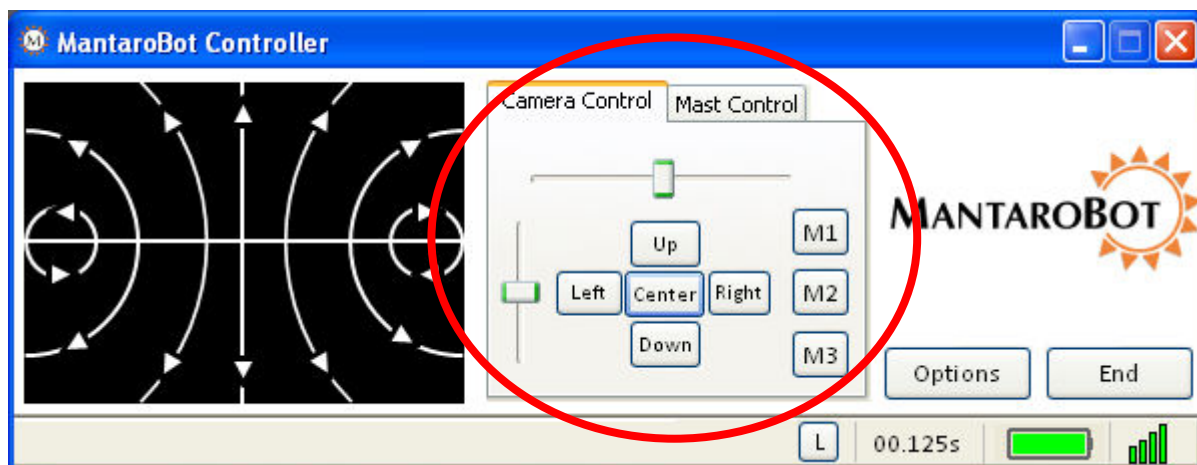 MantaroBot Controller
Camera Control
Mast Control
Up
Left
Center
Right
Down
M1
M2
M3
MANTAROBOT
Options
End
L
00.125s